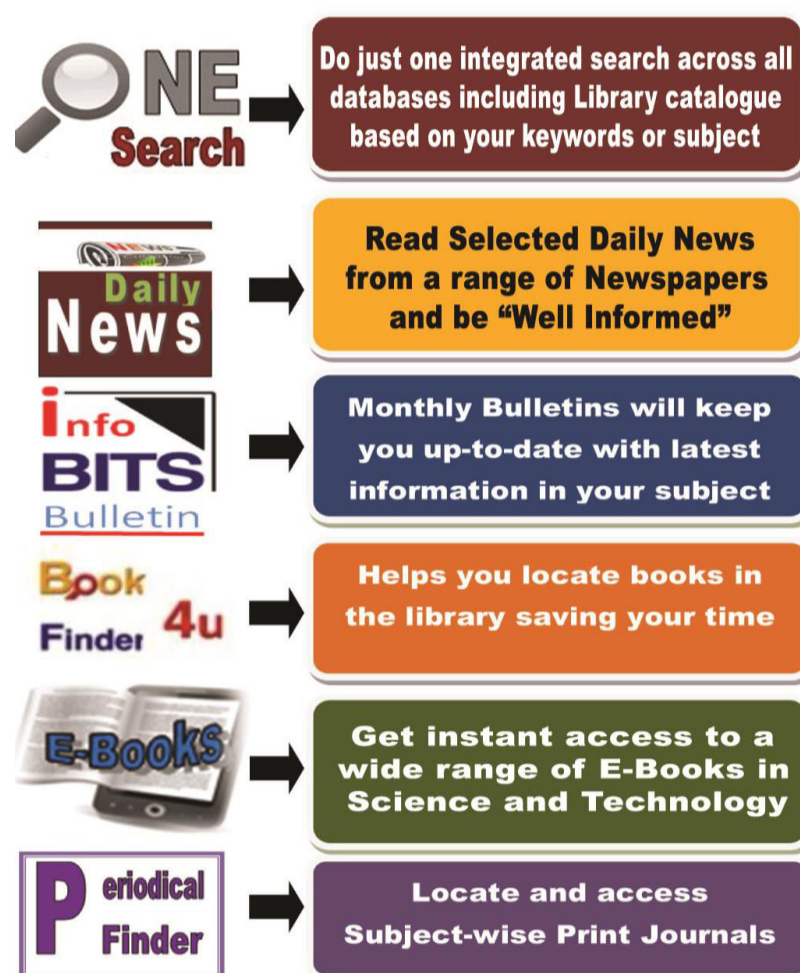 ONE
Search
Do just one integrated search across all
databases including Library catalogue
based on your keywords or subject
NEWS
Daily
News
Read Selected Daily News
from a range of Newspapers
and be “Well Informed”
info
BITS
Bulletin
Monthly Bulletins will keep
you up-to-date with latest
information in your subject
Book
Finder 4u
Helps you locate books in
the library saving your time
E-Books
Get instant access to a
wide range of E-Books in
Science and Technology
Periodical
Finder
Locate and access
Subject-wise Print Journals